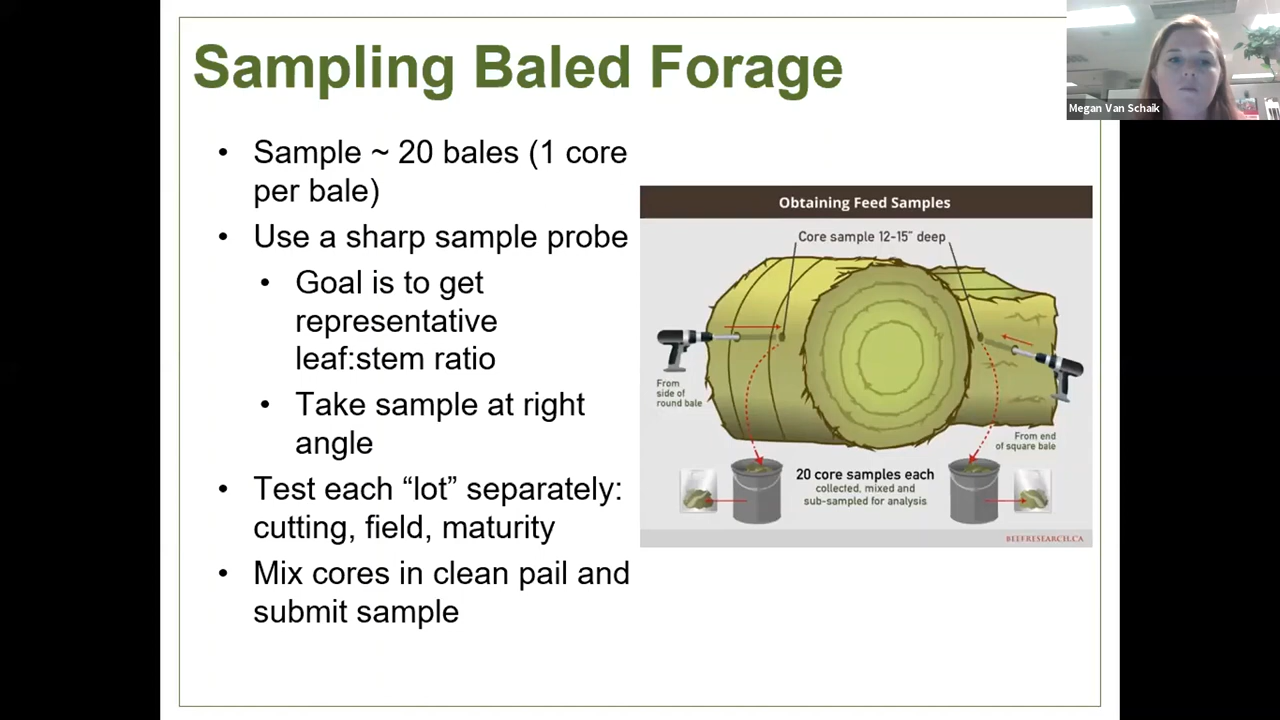 Sampling Baled Forage
Megan Van Schaik
• Sample ~ 20 bales (1 core
per bale)
• Use a sharp sample probe
• Goal is to get
representative
leaf:stem ratio
• Take sample at right
angle
• Test each “lot” separately:
cutting, field, maturity
• Mix cores in clean pail and
submit sample
Obtaining Feed Samples
Core sample 12-15" deep
From
side of
round bale
From end
of square bale
20 core samples each
collected, mixed and
sub-sampled for analysis
BEEFRESEARCH.CA